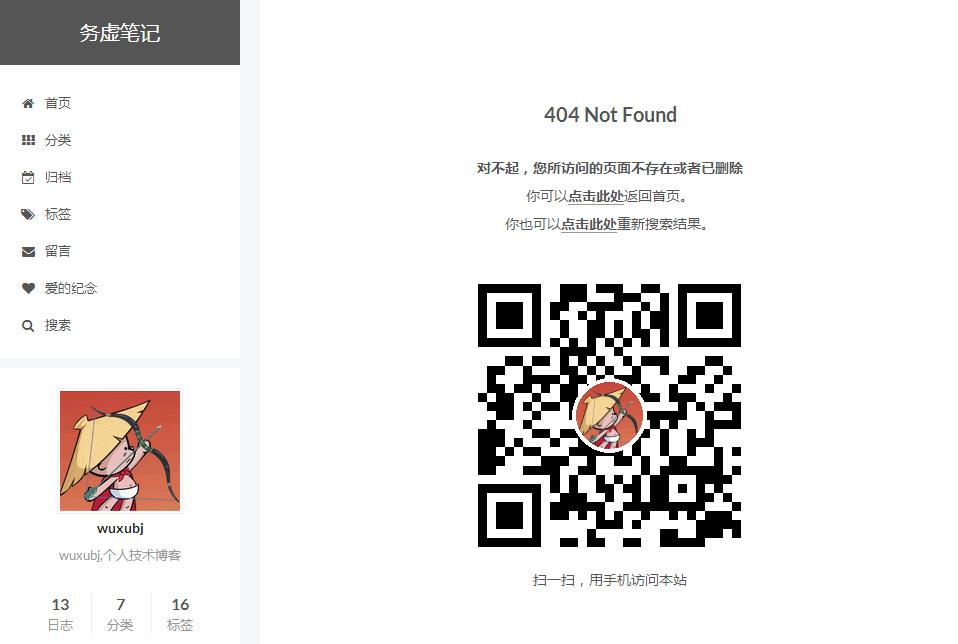 务虚笔记
首页
分类
归档
标签
留言
爱的纪念
搜索
wuxubj
wuxubj,个人技术博客
13 7 16
日志 分类 标签
404 Not Found
对不起，您所访问的页面不存在或者已删除
你可以点击此处返回首页。
你也可以点击此处重新搜索结果。
扫一扫，用手机访问本站